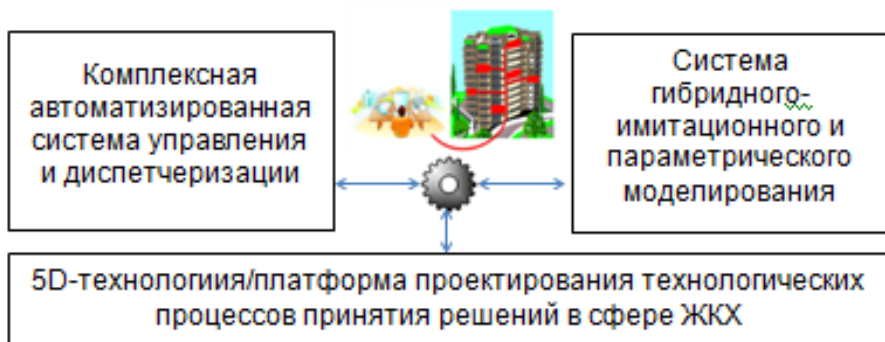 Комплексная
автоматизированная
система управления
и диспетчеризации
Система
гибридного-
имитационного и
параметрического
моделирования
5D-технологиия/платформа проектирования технологических
процессов принятия решений в сфере ЖКХ